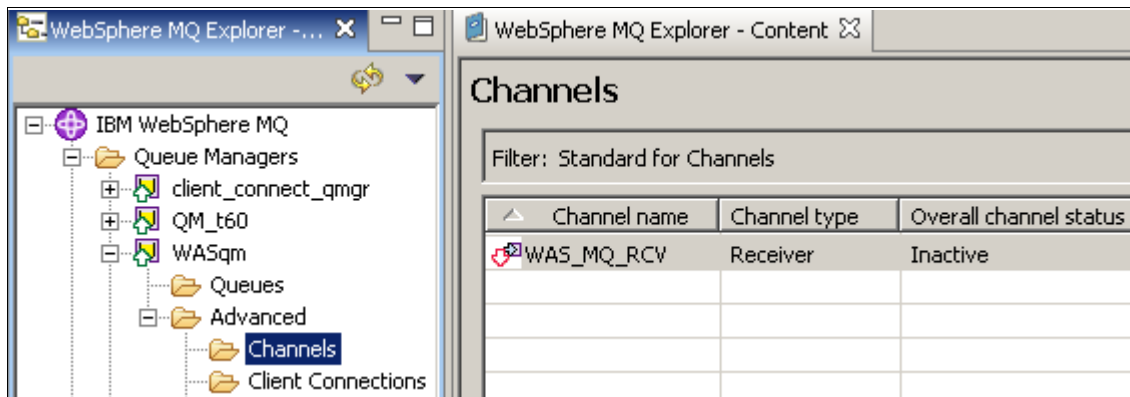 WebSphere MQ Explorer -...
IBM WebSphere MQ
Queue Managers
client_connect_qmgr
QM_t60
WASqm
Queues
Advanced
Channels
Client Connections
WebSphere MQ Explorer - Content
Channels
Filter: Standard for Channels
Channel name Channel type Overall channel status
WAS_MQ_RCV Receiver Inactive